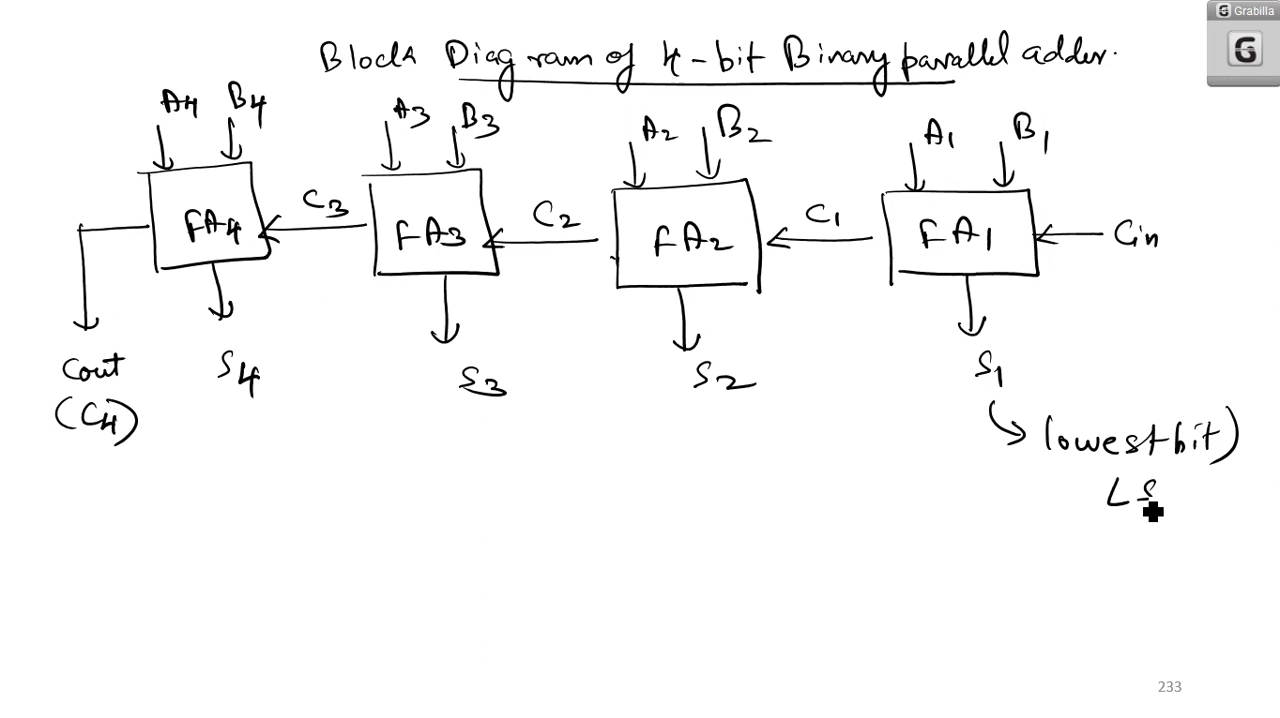 Grabilla
Block Diagram of 4-bit Binary parallel adder.
A4 B4 A3 B3 A2 B2 A1 B1
FA4 C3 FA3 C2 FA2 C1 FA1 Cin
Cout S4 S3 S2 S1
(C4)
(lowest bit)
LS
233